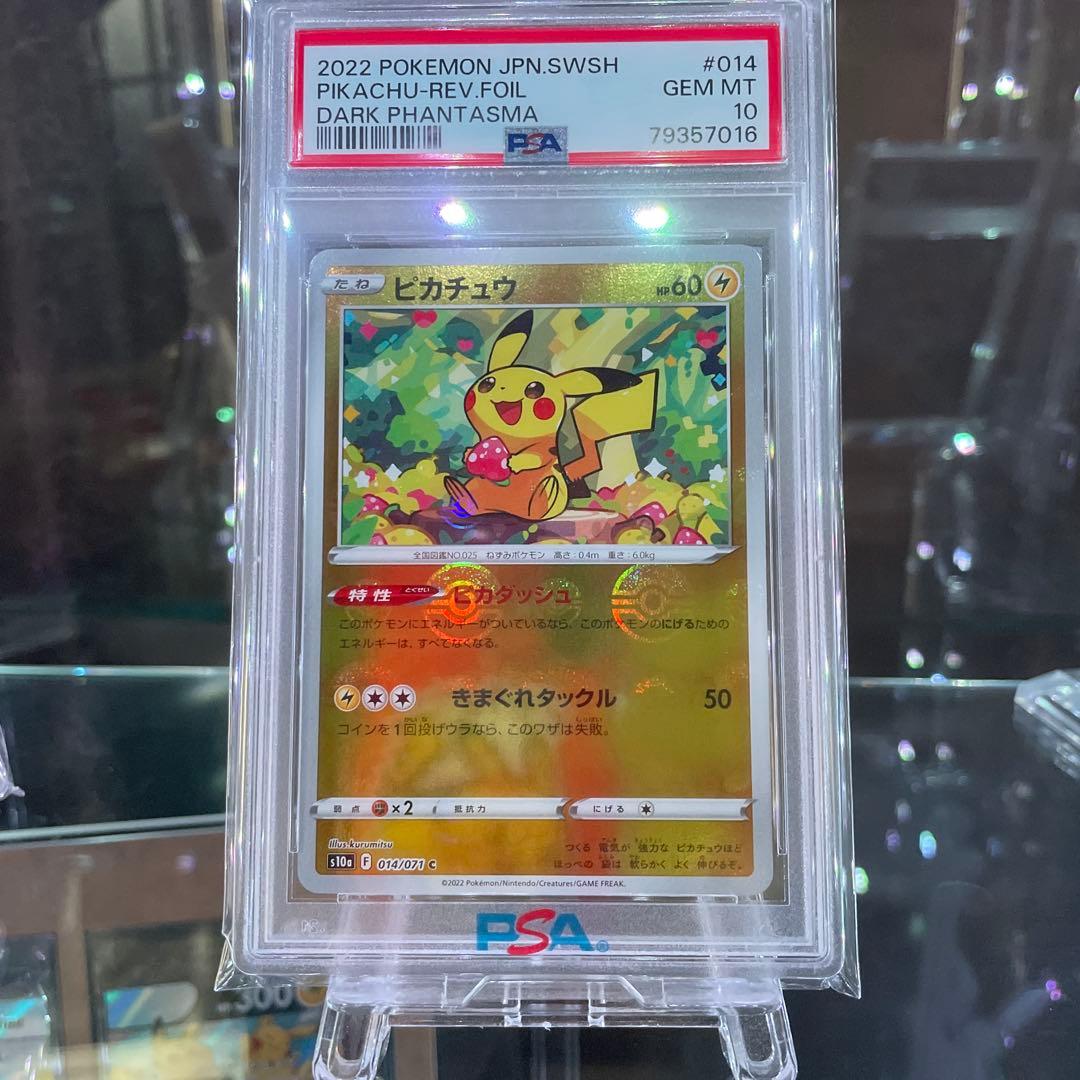 2022 POKEMON JPN.SWSH #014
PIKACHU-REV.FOIL GEM MT
DARK PHANTASMA 10
PSA 79357016
たね ピカチュウ HP60
全国図鑑NO.025 ねずみポケモン 高さ:0.4m 重さ:6.0kg
特性 とくせい ピカダッシュ
このポケモンにエネルギーがついているなら、このポケモンのにげるための
エネルギーは、すべてなくなる。
きまぐれタックル 50
コインを1回投げウラなら、このワザは失敗。
弱点 ×2 抵抗力 にげる
Illus.kurumitsu
つくる 電気が 強力な ピカチュウほど
s10a F 014/071 C
ほっぺの 袋は 軟らかく よく 伸びるぞ。
©2022 Pokémon/Nintendo/Creatures/GAME FREAK.
PSA®
300